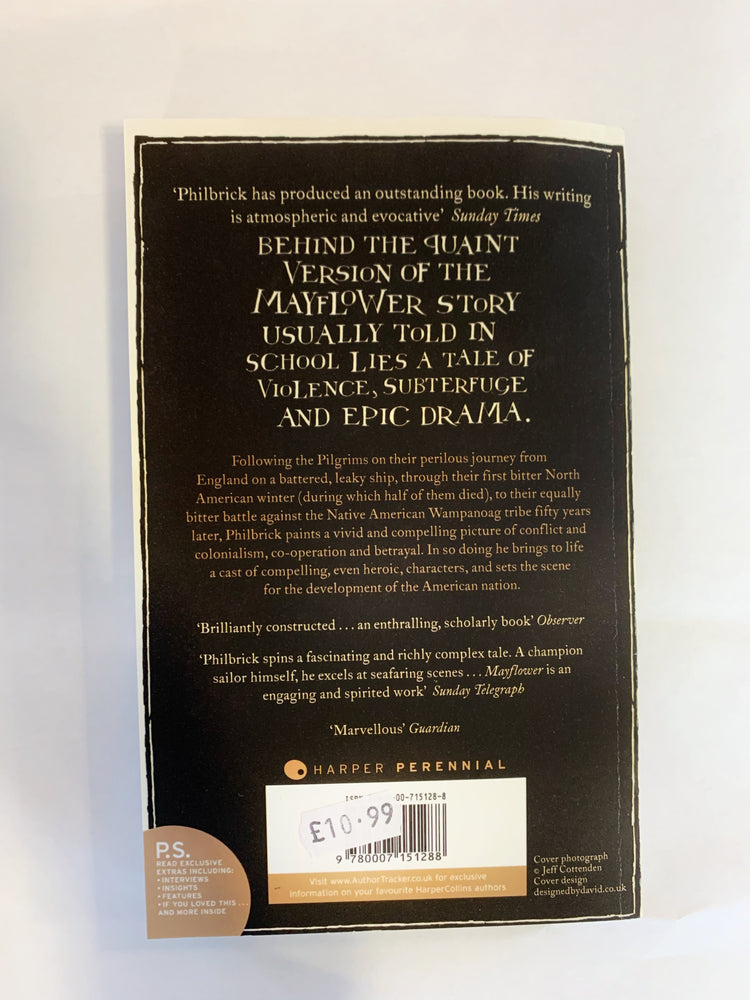 'Philbrick has produced an outstanding book. His writing
is atmospheric and evocative' Sunday Times
BEHIND THE QUAINT
VERSION OF THE
MAYFLOWER STORY
USUALLY TOLD IN
SCHOOL LIES A TALE OF
VIOLENCE, SUBTERFUGE
AND EPIC DRAMA.
Following the Pilgrims on their perilous journey from
England on a battered, leaky ship, through their first bitter North
American winter (during which half of them died), to their equally
bitter battle against the Native American Wampanoag tribe fifty years
later, Philbrick paints a vivid and compelling picture of conflict and
colonialism, co-operation and betrayal. In so doing he brings to life
a cast of compelling, even heroic, characters, and sets the scene
for the development of the American nation.
'Brilliantly constructed ... an enthralling, scholarly book' Observer
'Philbrick spins a fascinating and richly complex tale. A champion
sailor himself, he excels at seafaring scenes ... Mayflower is an
engaging and spirited work' Sunday Telegraph
'Marvellous' Guardian
HARPER PERENNIAL
00-715128-8
£10.99
9 780007 151288
Visit www.AuthorTracker.co.uk for exclusive
information on your favourite HarperCollins authors
P.S.
READ EXCLUSIVE
EXTRAS INCLUDING:
• INTERVIEWS
• INSIGHTS
• FEATURES
• IF YOU LOVED THIS ...
AND MORE INSIDE
Cover photograph
© Jeff Cottenden
Cover design
designedbydavid.co.uk